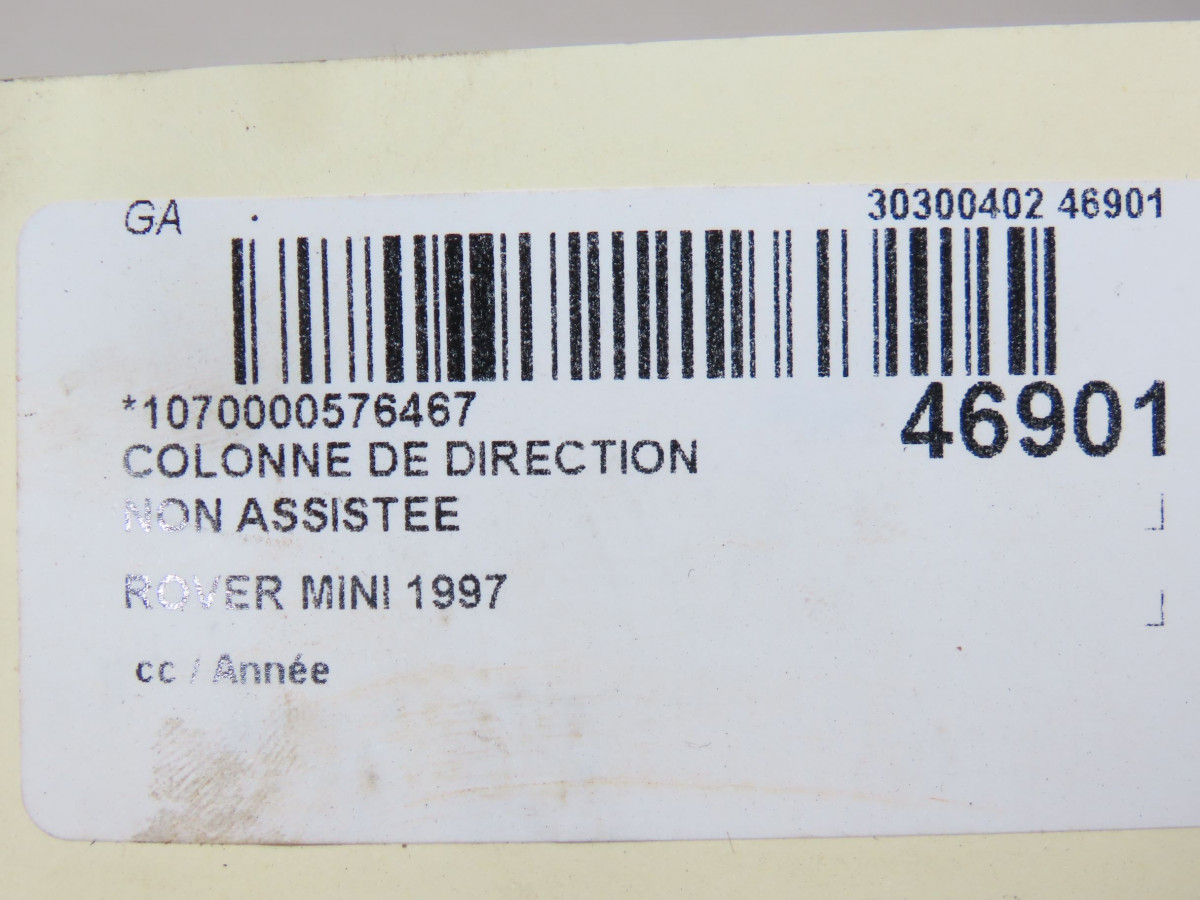 GA
30300402 46901
*1070000576467
46901
COLONNE DE DIRECTION
NON ASSISTEE
ROVER MINI 1997
cc / Année